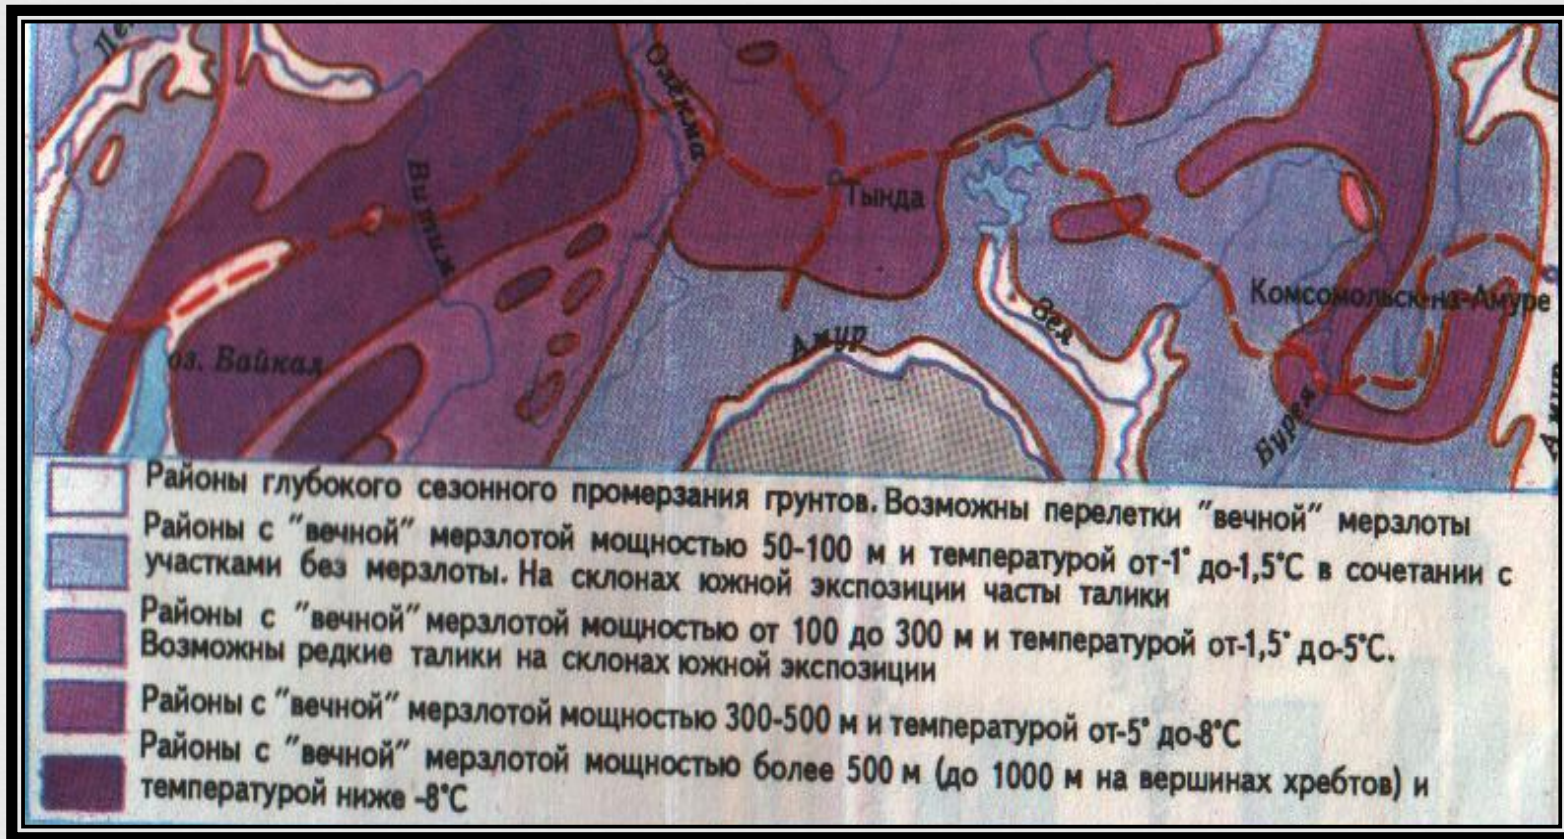 Витим
Олёкма
Тында
оз. Байкал
Амур
Зея
Комсомольск-на-Амуре
Бурея
Амур
Районы глубокого сезонного промерзания грунтов. Возможны перелетки "вечной" мерзлоты
Районы с "вечной" мерзлотой мощностью 50-100 м и температурой от-1° до-1,5°С в сочетании с
участками без мерзлоты. На склонах южной экспозиции часты талики
Районы с "вечной" мерзлотой мощностью от 100 до 300 м и температурой от-1,5° до-5°С.
Возможны редкие талики на склонах южной экспозиции
Районы с "вечной" мерзлотой мощностью 300-500 м и температурой от-5° до-8°С
Районы с "вечной" мерзлотой мощностью более 500 м (до 1000 м на вершинах хребтов) и
температурой ниже -8°С